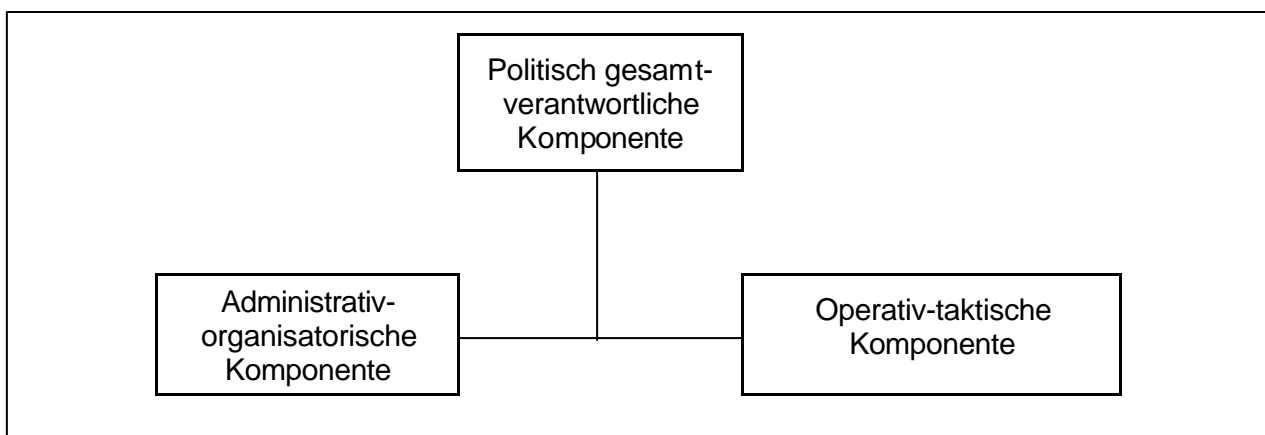 Politisch gesamt-
verantwortliche
Komponente
Administrativ-
organisatorische
Komponente
Operativ-taktische
Komponente